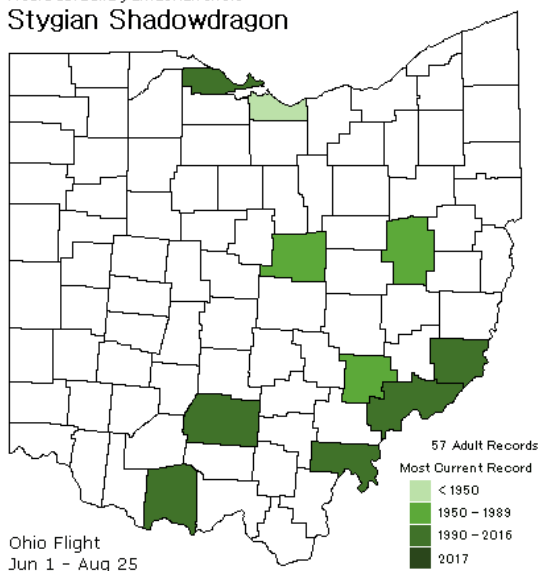 Stygian Shadowdragon
57 Adult Records
Most Current Record
< 1950
1950 - 1989
1990 - 2016
2017
Ohio Flight
Jun 1 - Aug 25